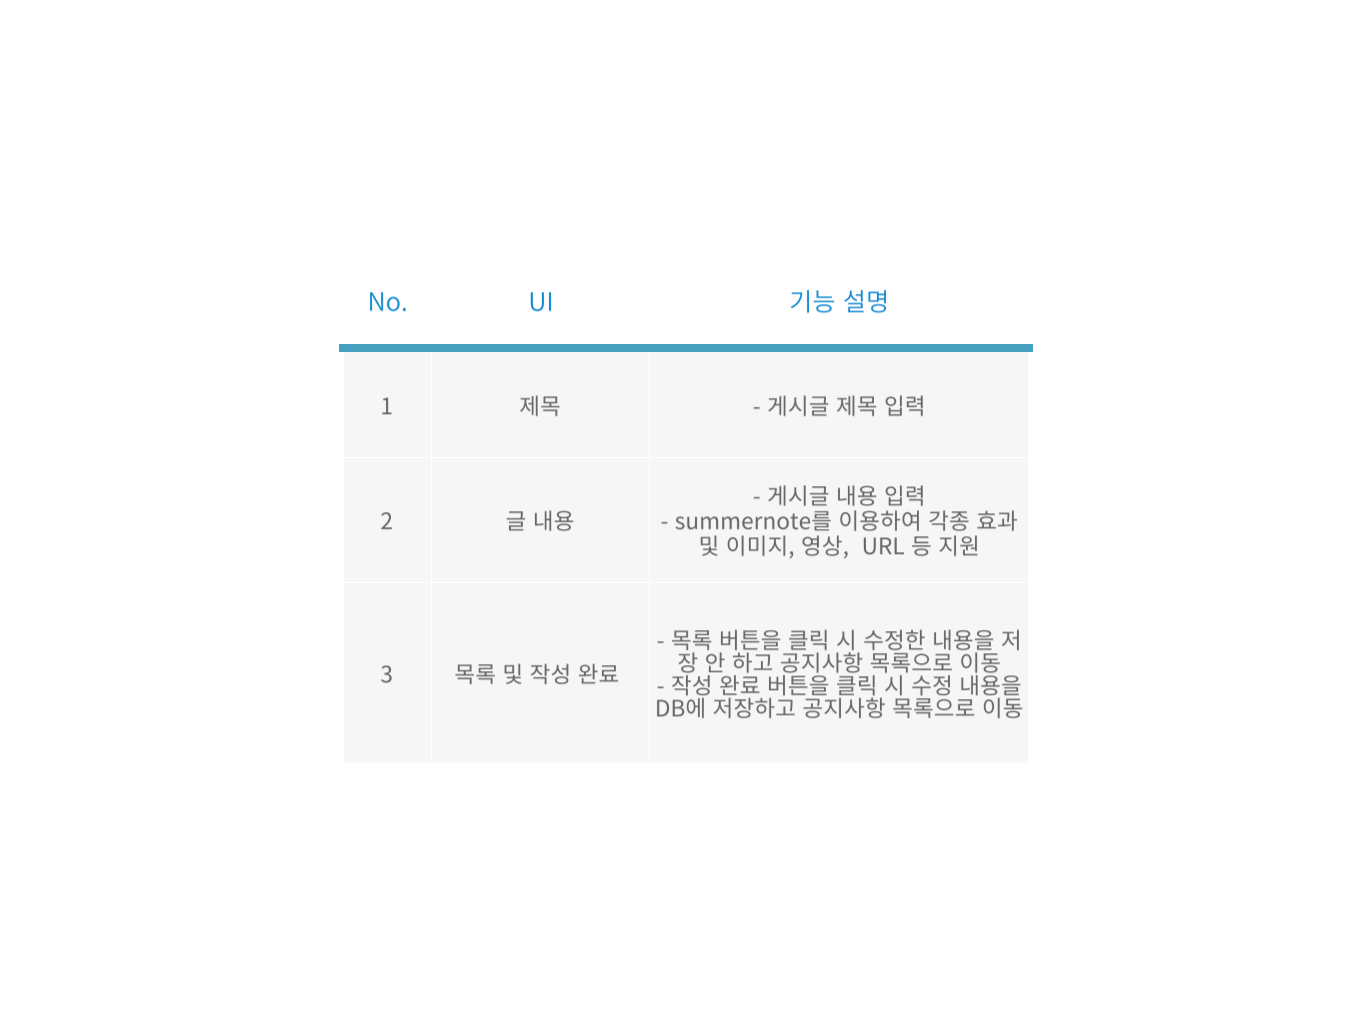 No. UI 기능 설명
1 제목 - 게시글 제목 입력
- 게시글 내용 입력
2 글 내용 - summernote를 이용하여 각종 효과
및 이미지, 영상,  URL 등 지원
- 목록 버튼을 클릭 시 수정한 내용을 저
장 안 하고 공지사항 목록으로 이동
3 목록 및 작성 완료
- 작성 완료 버튼을 클릭 시 수정 내용을
DB에 저장하고 공지사항 목록으로 이동